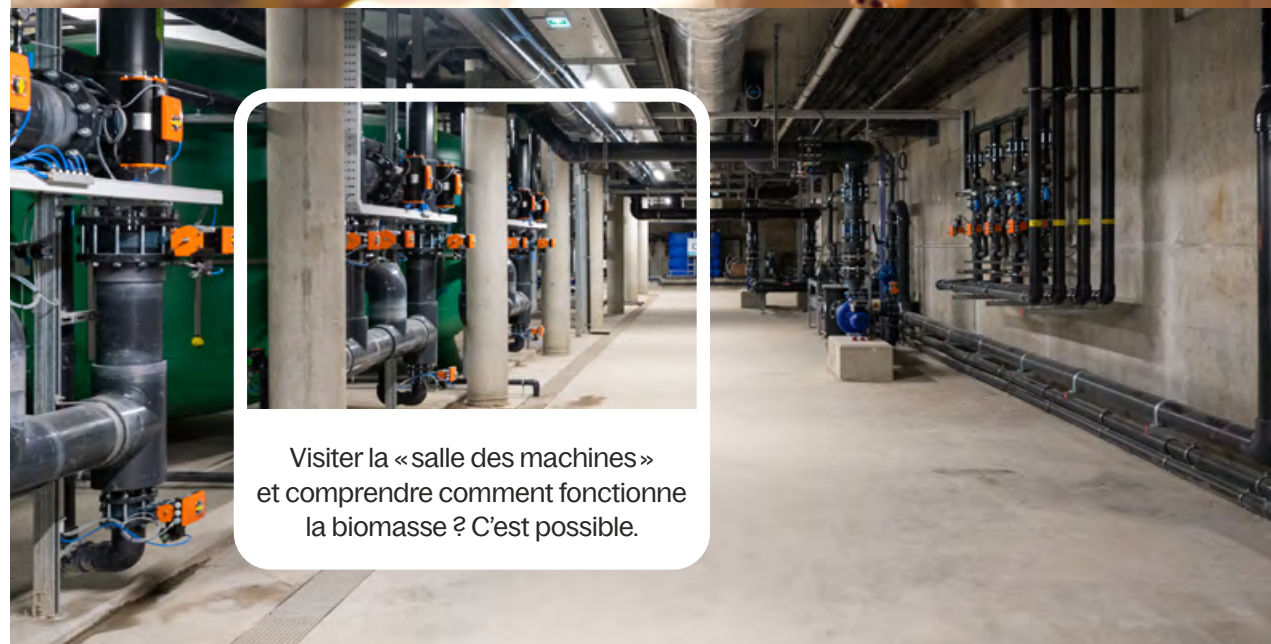 Visiter la « salle des machines »
et comprendre comment fonctionne
la biomasse ? C’est possible.